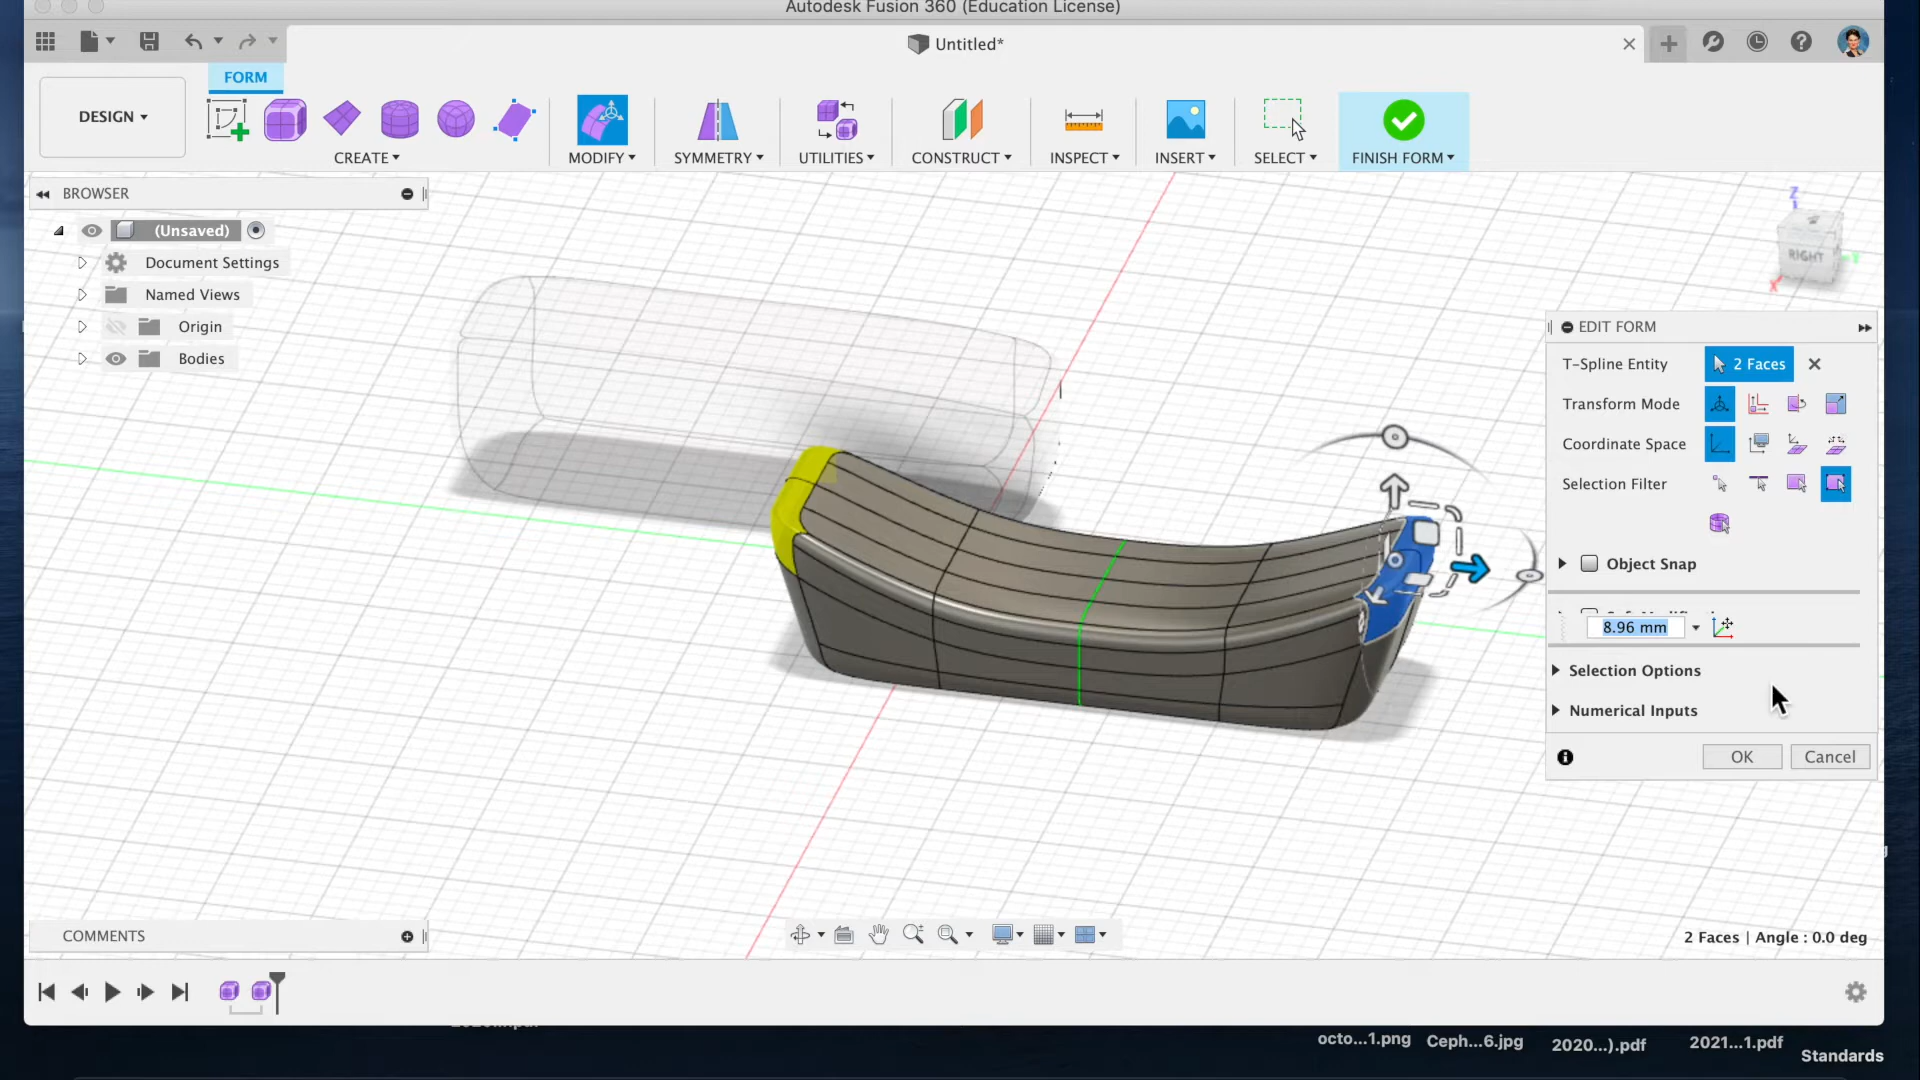 Autodesk Fusion 360 (Education License)
Untitled*
FORM
DESIGN
CREATE
MODIFY
SYMMETRY
UTILITIES
CONSTRUCT
INSPECT
INSERT
SELECT
FINISH FORM
BROWSER
(Unsaved)
Document Settings
Named Views
Origin
Bodies
Z
RIGHT
Y
X
EDIT FORM
T-Spline Entity
2 Faces
Transform Mode
Coordinate Space
Selection Filter
Object Snap
8.96 mm
Selection Options
Numerical Inputs
OK
Cancel
COMMENTS
2 Faces | Angle : 0.0 deg
octo...1.png
Ceph...6.jpg
2020...).pdf
2021...1.pdf
Standards